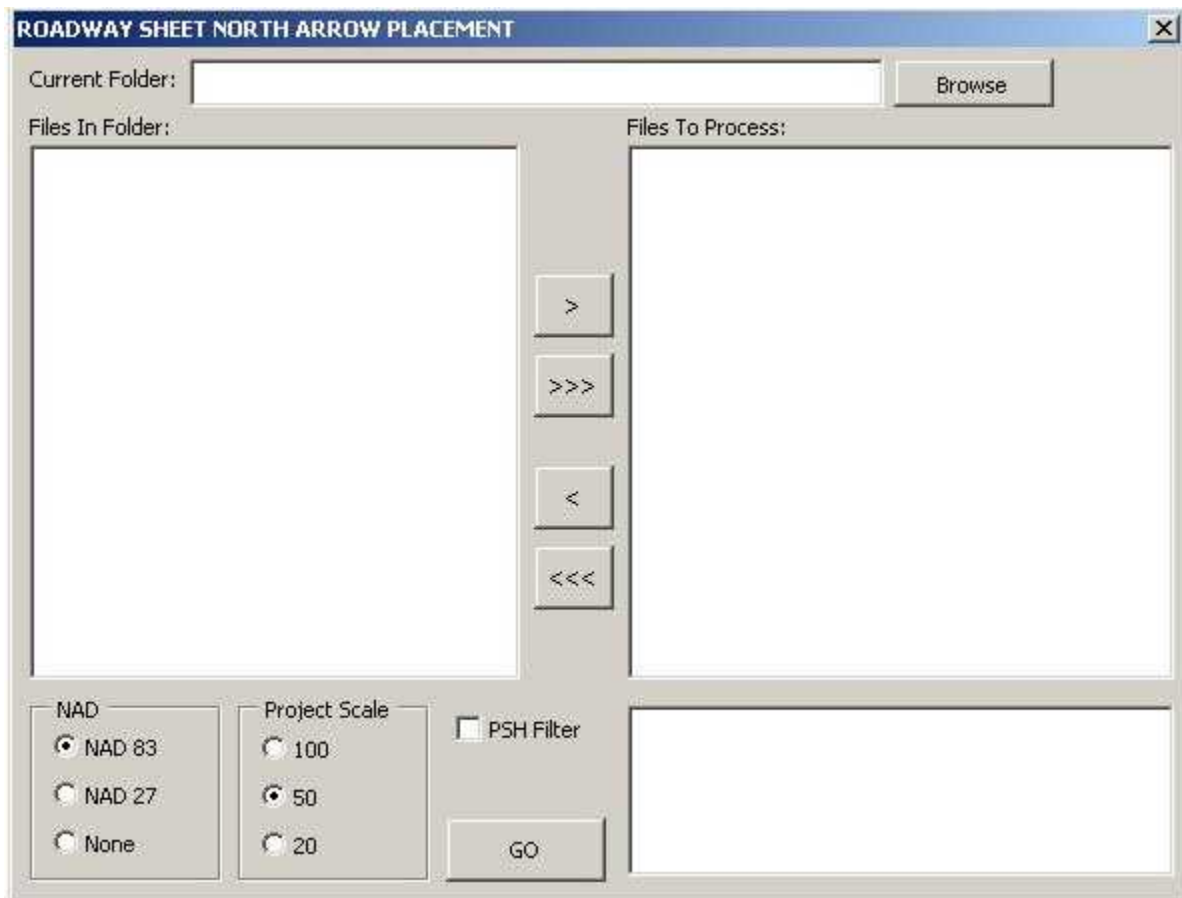 ROADWAY SHEET NORTH ARROW PLACEMENT
Current Folder:
Browse
Files In Folder:
Files To Process:
>
>>>
<
<<<
NAD
NAD 83
NAD 27
None
Project Scale
100
50
20
PSH Filter
GO